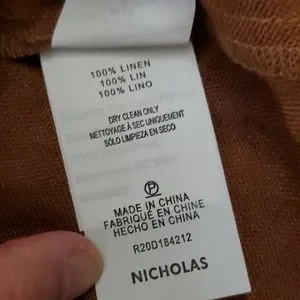 100% LINEN
100% LIN
100% LINO
DRY CLEAN ONLY
NETTOYAGE À SEC UNIQUEMENT
SÓLO LIMPIEZA EN SECO
P
MADE IN CHINA
FABRIQUÉ EN CHINE
HECHO EN CHINA
R20D184212
NICHOLAS